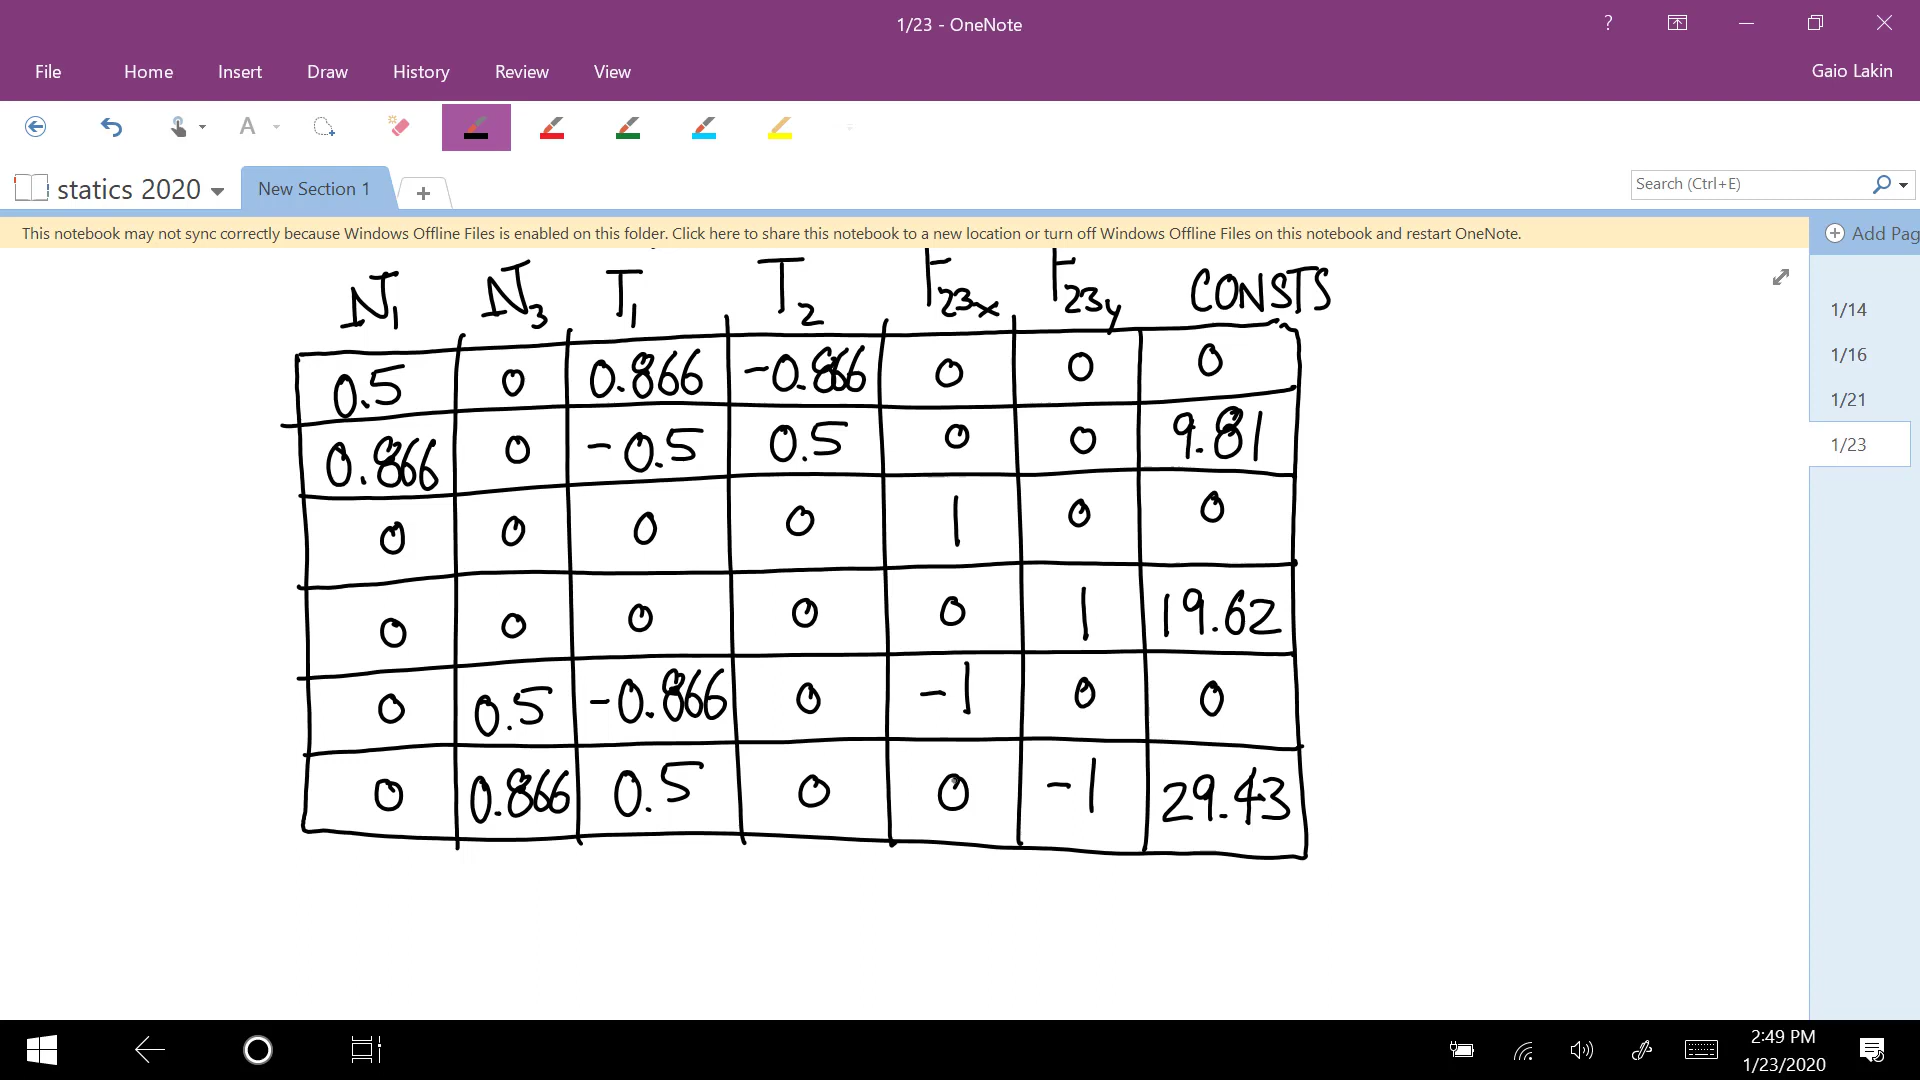 1/23 - OneNote
?
File Home Insert Draw History Review View
Gaio Lakin
A
statics 2020
New Section 1
+
Search (Ctrl+E)
This notebook may not sync correctly because Windows Offline Files is enabled on this folder. Click here to share this notebook to a new location or turn off Windows Offline Files on this notebook and restart OneNote.
Add Pag
1/14
1/16
1/21
1/23
N1 N3 T1 T2 F23x F23y CONSTS
0.5 0 0.866 -0.866 0 0 0
0.866 0 -0.5 0.5 0 0 9.81
0 0 0 0 1 0 0
0 0 0 0 0 1 19.62
0 0.5 -0.866 0 -1 0 0
0 0.866 0.5 0 0 -1 29.43
2:49 PM
1/23/2020